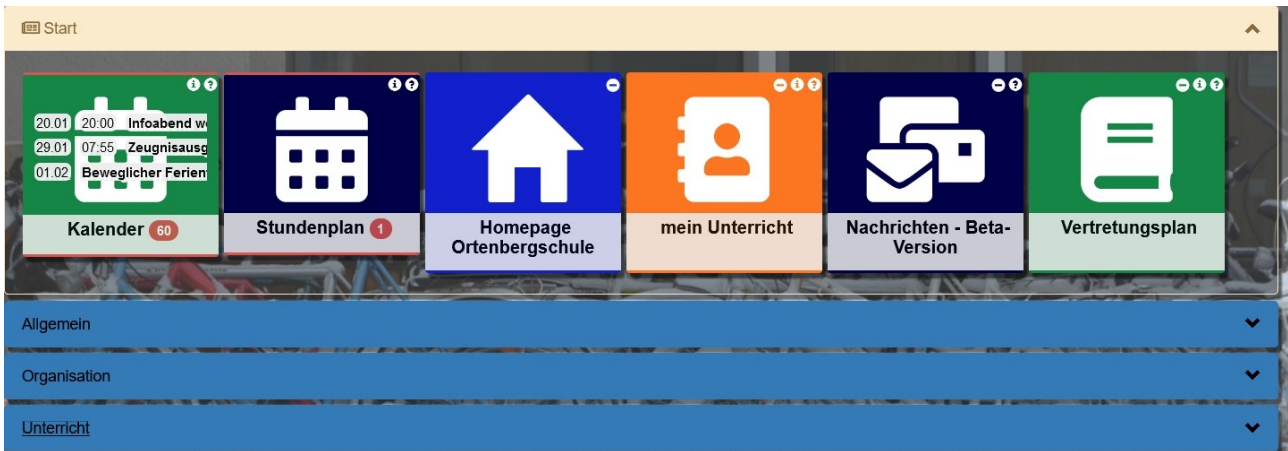 Start
20.01 20:00 Infoabend we
29.01 07:55 Zeugnisausg
01.02 Beweglicher Ferien
Kalender 60
Stundenplan 1
Homepage
Ortenbergschule
mein Unterricht
Nachrichten - Beta-
Version
Vertretungsplan
Allgemein
Organisation
Unterricht